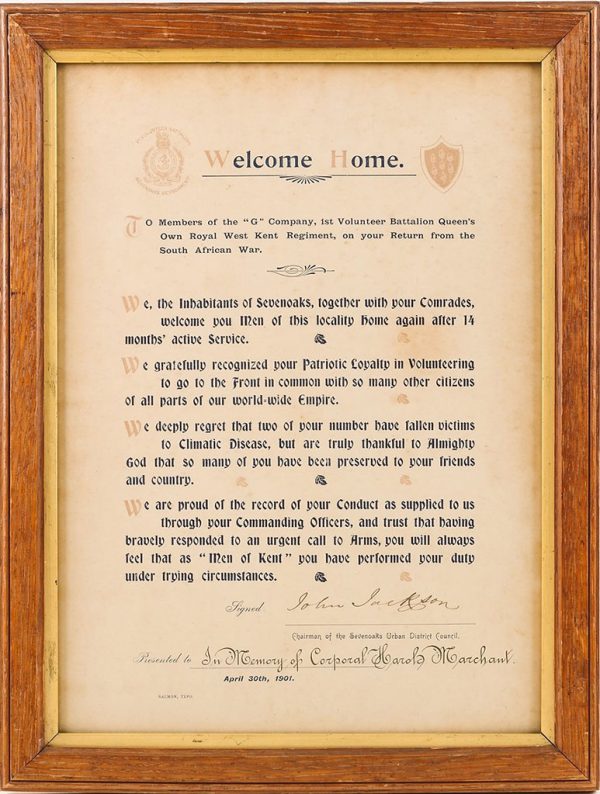 Welcome Home.
To Members of the "G" Company, 1st Volunteer Battalion Queen's
Own Royal West Kent Regiment, on your Return from the
South African War.
We, the Inhabitants of Sevenoaks, together with your Comrades,
welcome you Men of this locality Home again after 14
months' active Service.
We gratefully recognized your Patriotic Loyalty in Volunteering
to go to the Front in common with so many other citizens
of all parts of our world-wide Empire.
We deeply regret that two of your number have fallen victims
to Climatic Disease, but are truly thankful to Almighty
God that so many of you have been preserved to your friends
and country.
We are proud of the record of your Conduct as supplied to us
through your Commanding Officers, and trust that having
bravely responded to an urgent call to Arms, you will always
feel that as "Men of Kent" you have performed your duty
under trying circumstances.
Signed John Jackson
Chairman of the Sevenoaks Urban District Council.
Presented to In Memory of Corporal Harold Marchant.
April 30th, 1901.
SALMON, TYPO.